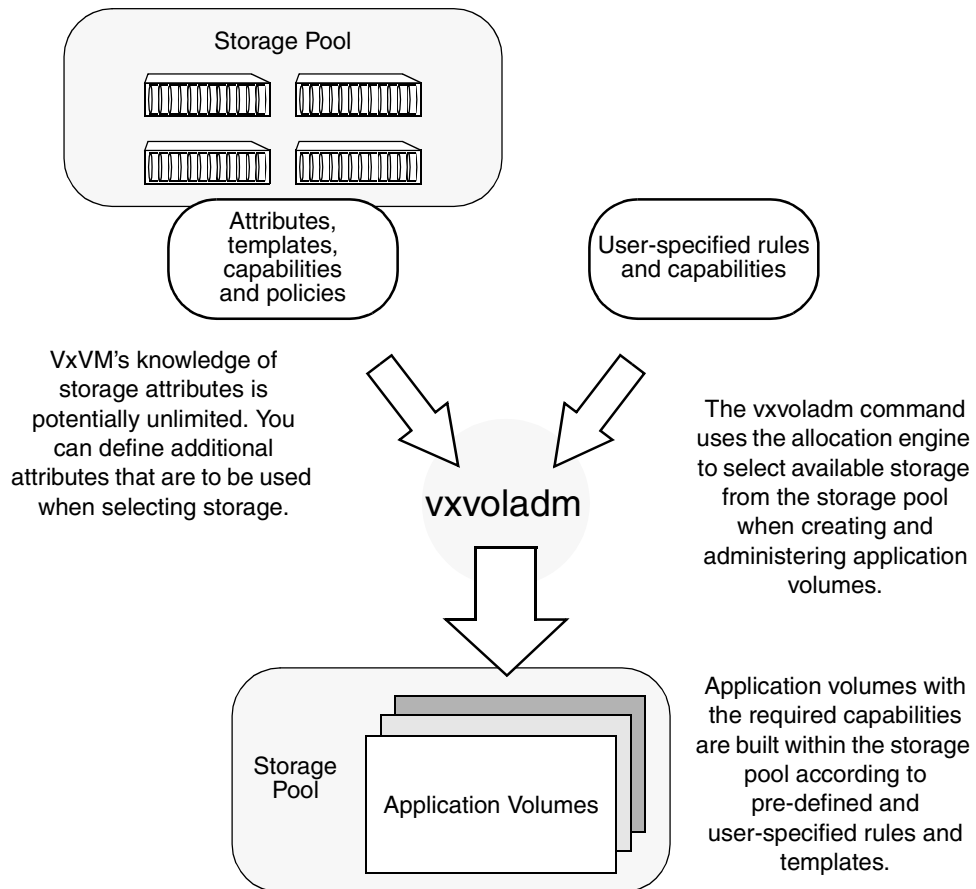 Storage Pool
Attributes,
templates,
capabilities
and policies
User-specified rules
and capabilities
VxVM’s knowledge of
storage attributes is
potentially unlimited. You
can define additional
attributes that are to be used
when selecting storage.
The vxvoladm command
uses the allocation engine
to select available storage
from the storage pool
when creating and
administering application
volumes.
vxvoladm
Storage
Pool
Application Volumes
Application volumes with
the required capabilities
are built within the storage
pool according to
pre-defined and
user-specified rules and
templates.